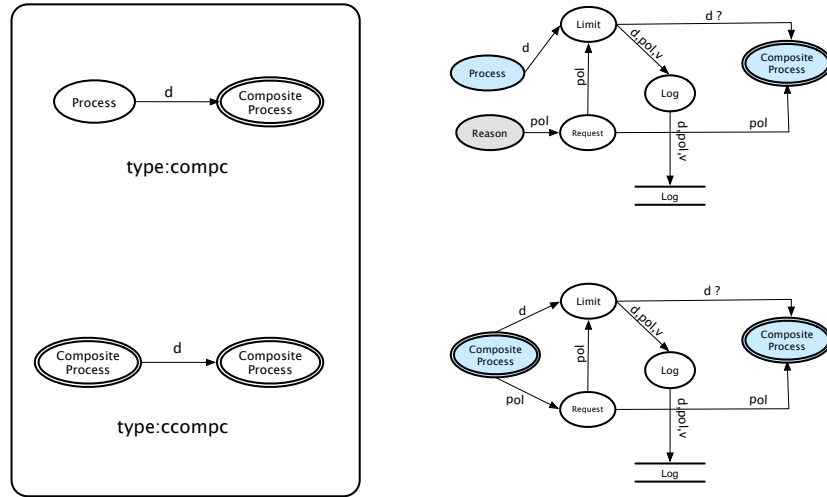 Process
d
Composite
Process
type:compc
Composite
Process
d
Composite
Process
type:ccompc
Limit
d ?
d
d,pol,v
Process
Composite
Process
pol
Log
Reason
pol
Request
pol
d,pol,v
Log
Limit
d ?
d
d,pol,v
Composite
Process
Composite
Process
pol
Log
pol
Request
pol
d,pol,v
Log